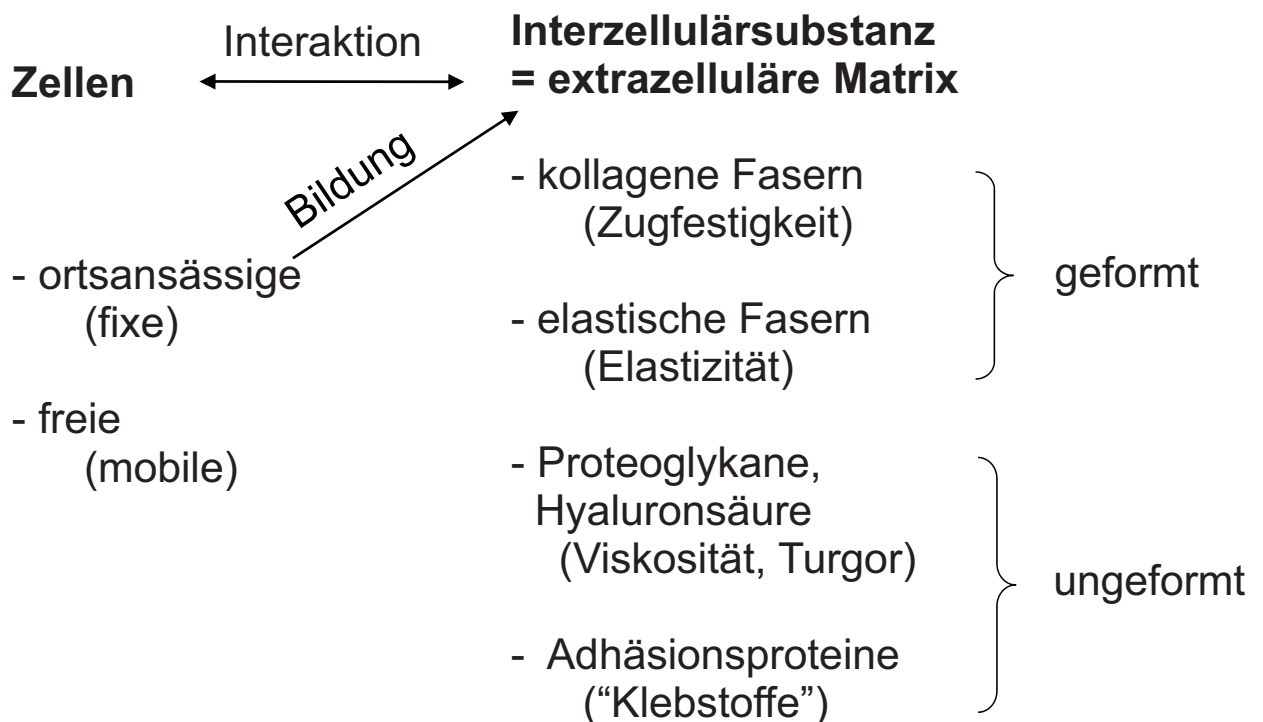 Zellen
Interaktion
Interzellulärsubstanz
= extrazelluläre Matrix
Bildung
- ortsansässige
(fixe)
- freie
(mobile)
- kollagene Fasern
(Zugfestigkeit)
- elastische Fasern
(Elastizität)
geformt
- Proteoglykane,
Hyaluronsäure
(Viskosität, Turgor)
- Adhäsionsproteine
(“Klebstoffe”)
ungeformt